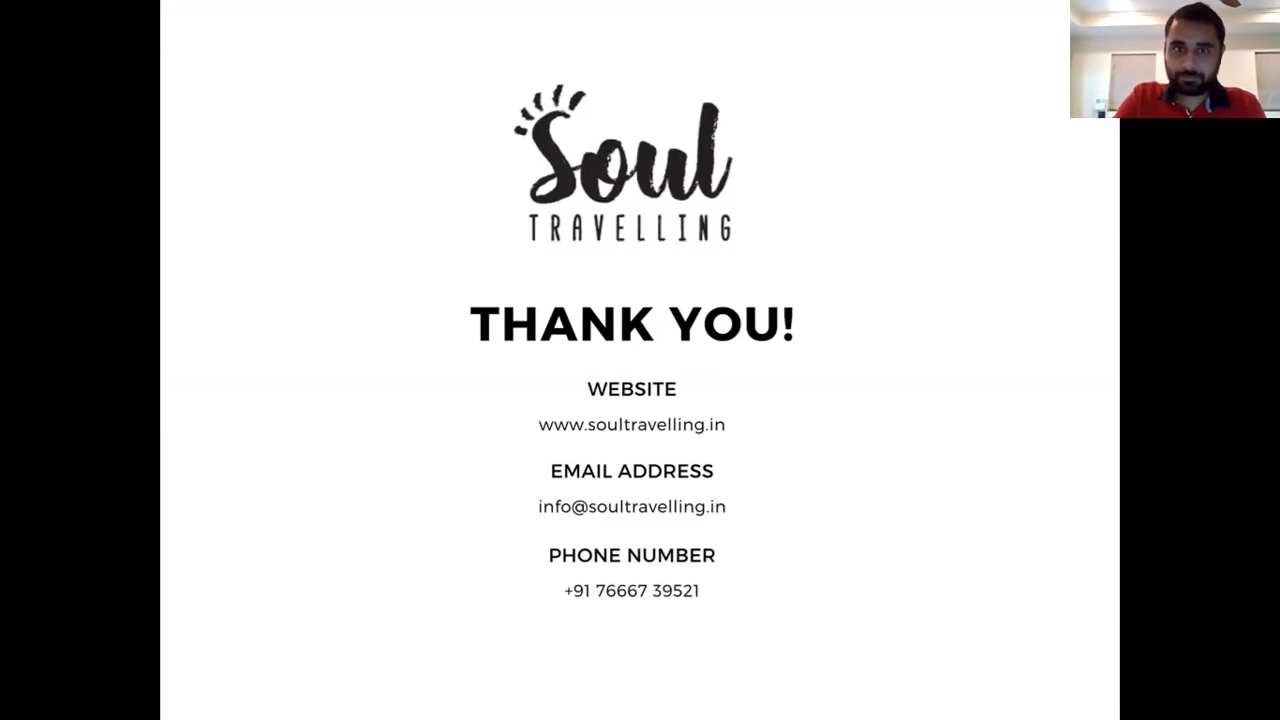 Soul
TRAVELLING
THANK YOU!
WEBSITE
www.soultravelling.in
EMAIL ADDRESS
info@soultravelling.in
PHONE NUMBER
+91 76667 39521